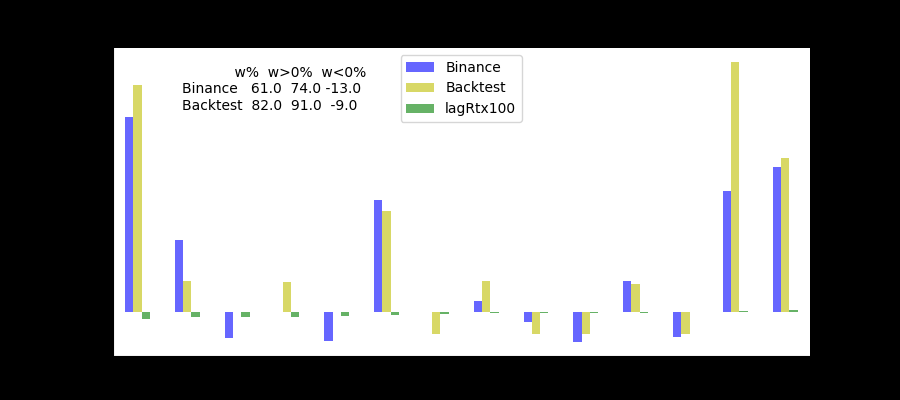 w% w>0% w<0%
Binance 61.0 74.0 -13.0
Backtest 82.0 91.0 -9.0
Binance
Backtest
lagRtx100